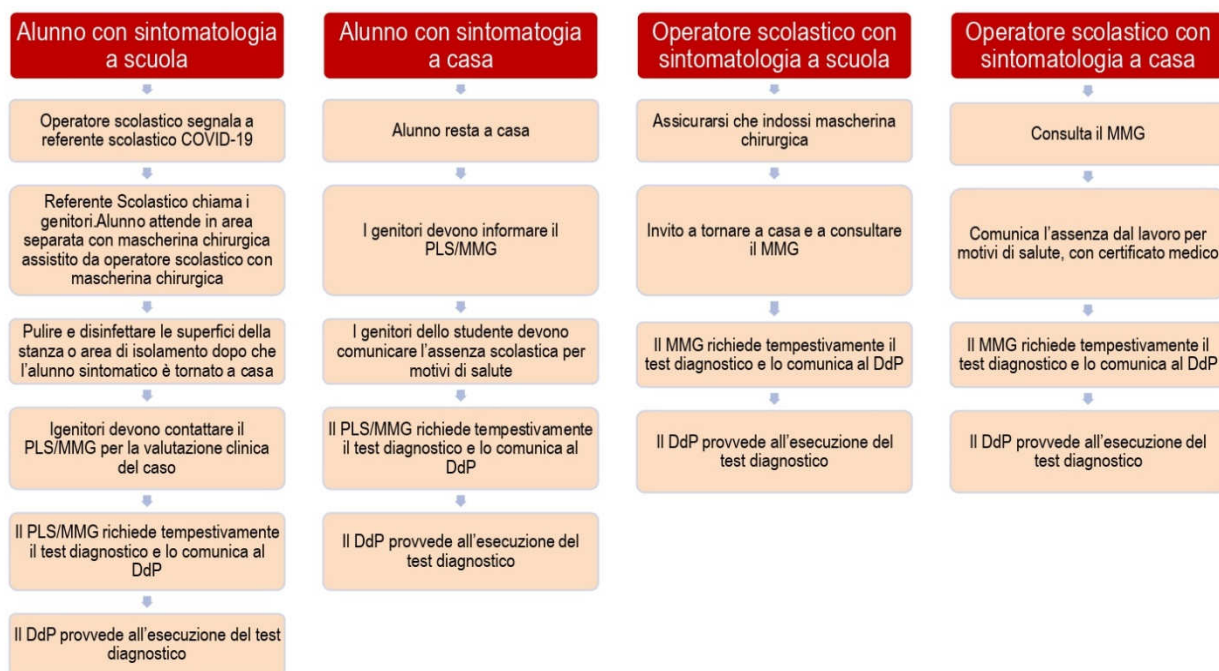 Alunno con sintomatologia
a scuola
Operatore scolastico segnala a
referente scolastico COVID-19
Referente Scolastico chiama i
genitori.Alunno attende in area
separata con mascherina chirurgica
assistito da operatore scolastico con
mascherina chirurgica
Pulire e disinfettare le superfici della
stanza o area di isolamento dopo che
l'alunno sintomatico è tornato a casa
Igenitori devono contattare il
PLS/MMG per la valutazione clinica
del caso
Il PLS/MMG richiede tempestivamente
il test diagnostico e lo comunica al
DdP
Il DdP provvede all'esecuzione del test
diagnostico
Alunno con sintomatogia
a casa
Alunno resta a casa
I genitori devono informare il
PLS/MMG
I genitori dello studente devono
comunicare l'assenza scolastica per
motivi di salute
Il PLS/MMG richiede tempestivamente
il test diagnostico e lo comunica al
DdP
Il DdP provvede all'esecuzione del
test diagnostico
Operatore scolastico con
sintomatologia a scuola
Assicurarsi che indossi mascherina
chirurgica
Invito a tornare a casa e a consultare
il MMG
Il MMG richiede tempestivamente il
test diagnostico e lo comunica al DdP
Il DdP provvede all'esecuzione del
test diagnostico
Operatore scolastico con
sintomatologia a casa
Consulta il MMG
Comunica l'assenza dal lavoro per
motivi di salute, con certificato medico
Il MMG richiede tempestivamente il
test diagnostico e lo comunica al DdP
Il DdP provvede all'esecuzione del
test diagnostico